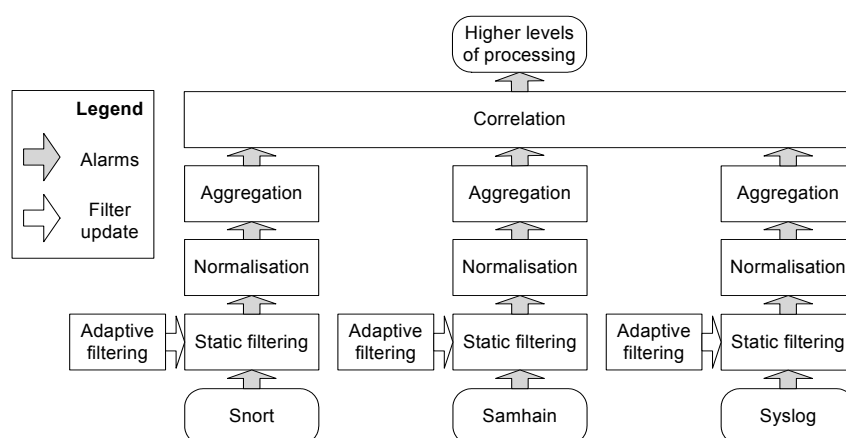 Higher levels
of processing
Legend
Alarms
Filter
update
Correlation
Aggregation
Aggregation
Aggregation
Normalisation
Normalisation
Normalisation
Adaptive
filtering
Static filtering
Adaptive
filtering
Static filtering
Adaptive
filtering
Static filtering
Snort
Samhain
Syslog